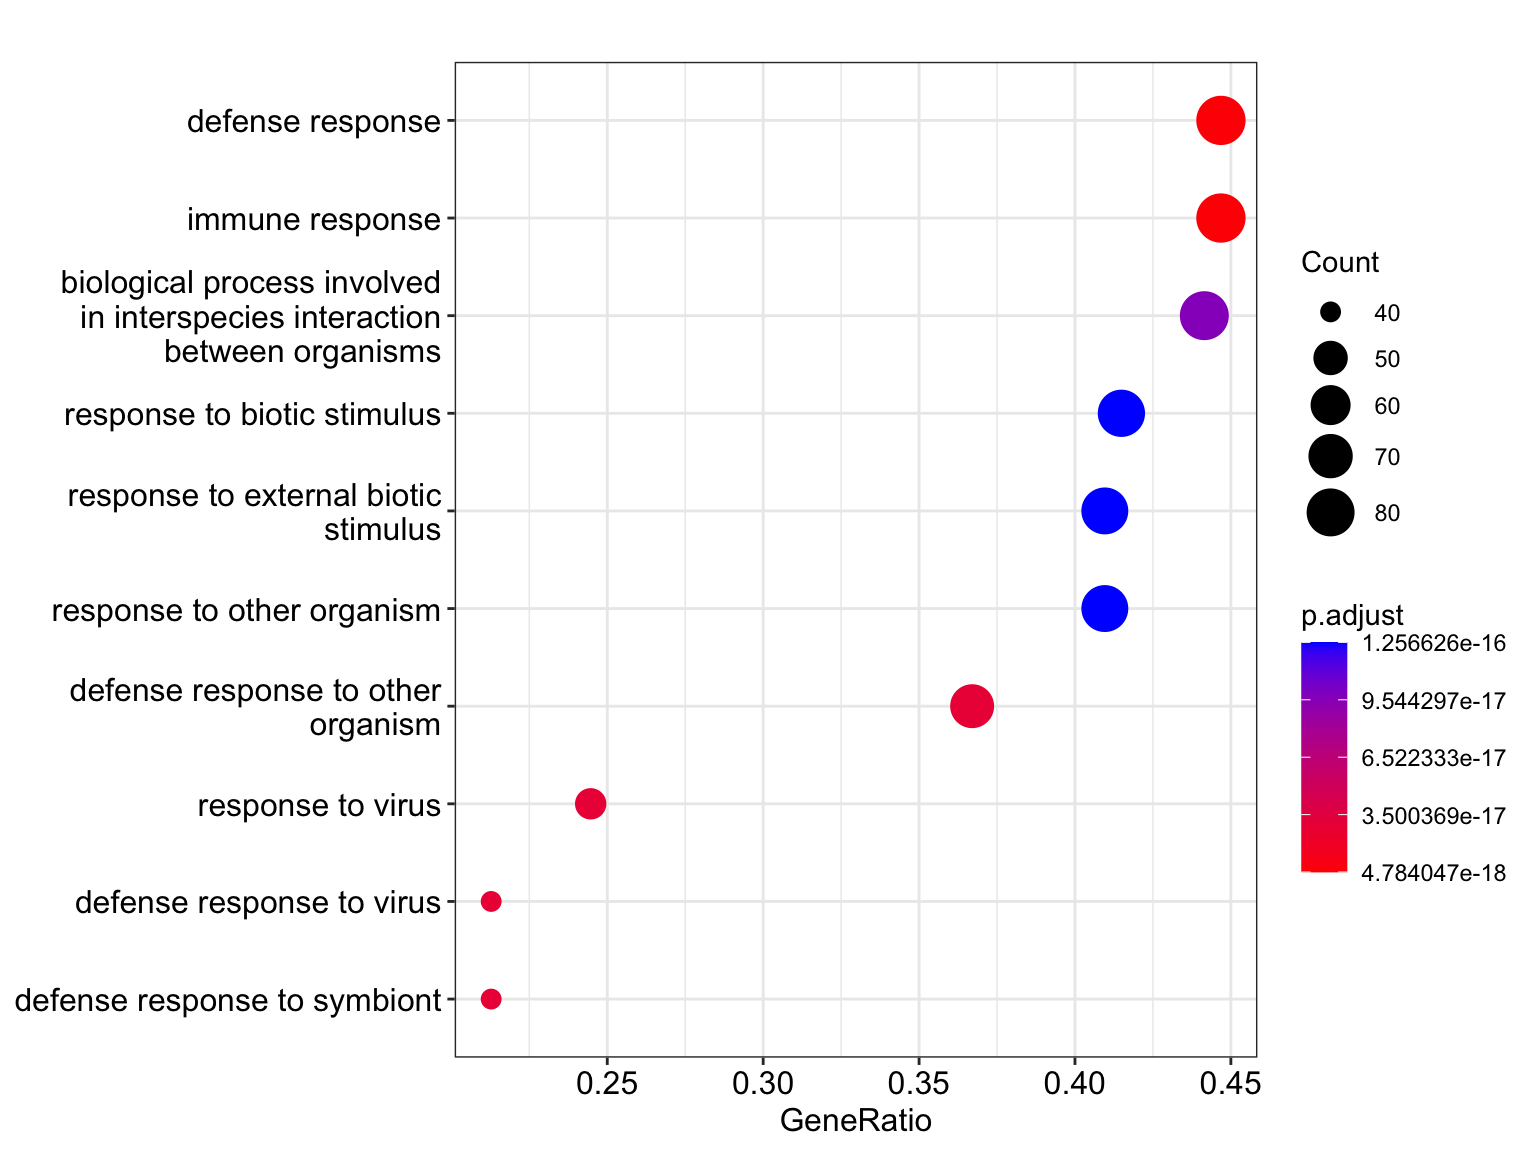 defense response
immune response
biological process involved
in interspecies interaction
between organisms
response to biotic stimulus
response to external biotic
stimulus
response to other organism
defense response to other
organism
response to virus
defense response to virus
defense response to symbiont
0.25
0.30
0.35
0.40
0.45
GeneRatio
Count
40
50
60
70
80
p.adjust
1.256626e-16
9.544297e-17
6.522333e-17
3.500369e-17
4.784047e-18